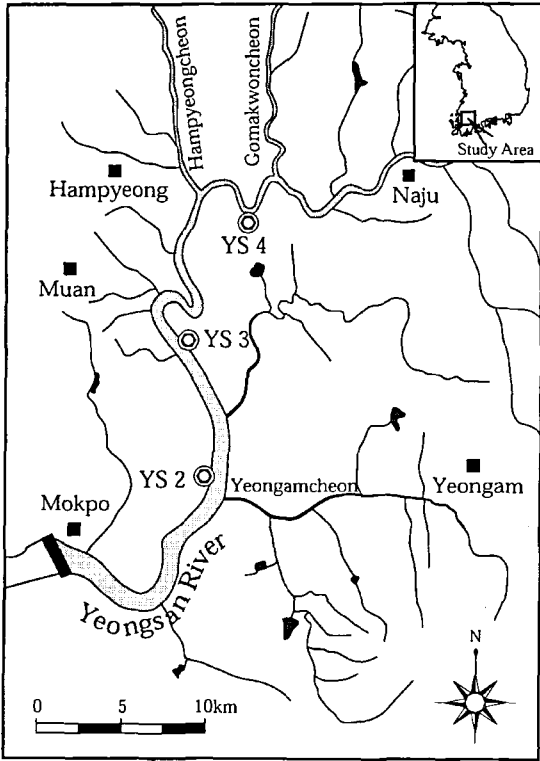 Hampyeongcheon
Gomakwoncheon
Study Area
Hampyeong
Naju
YS 4
Muan
YS 3
YS 2
Yeongamcheon
Yeongam
Mokpo
Yeongsan River
N
0 5 10km